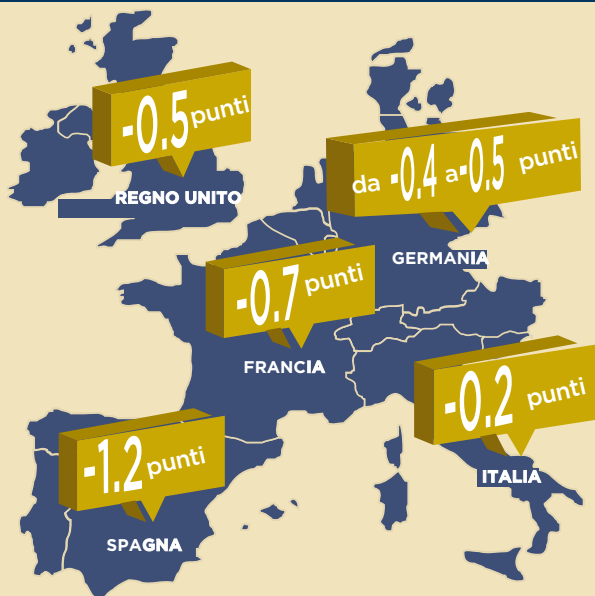 -0.5 punti
REGNO UNITO
da -0.4 a -0.5 punti
GERMANIA
-0.7 punti
FRANCIA
-0.2 punti
ITALIA
-1.2 punti
SPAGNA